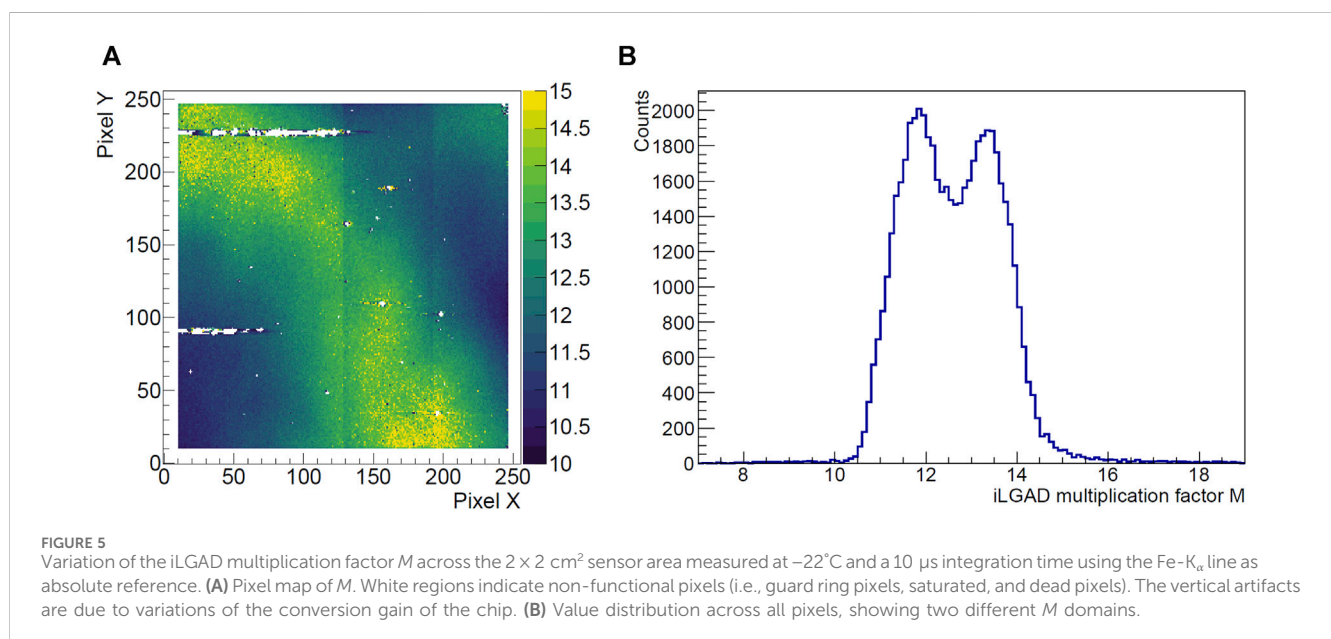 A
B
Pixel Y
250
200
150
100
50
0
0 50 100 150 200 250
Pixel X
15
14.5
14
13.5
13
12.5
12
11.5
11
10.5
10
Counts
2000
1800
1600
1400
1200
1000
800
600
400
200
0
8 10 12 14 16 18
iLGAD multiplication factor M
FIGURE 5
Variation of the iLGAD multiplication factor M across the 2 × 2 cm² sensor area measured at −22°C and a 10 μs integration time using the Fe-Kα line as
absolute reference. (A) Pixel map of M. White regions indicate non-functional pixels (i.e., guard ring pixels, saturated, and dead pixels). The vertical artifacts
are due to variations of the conversion gain of the chip. (B) Value distribution across all pixels, showing two different M domains.